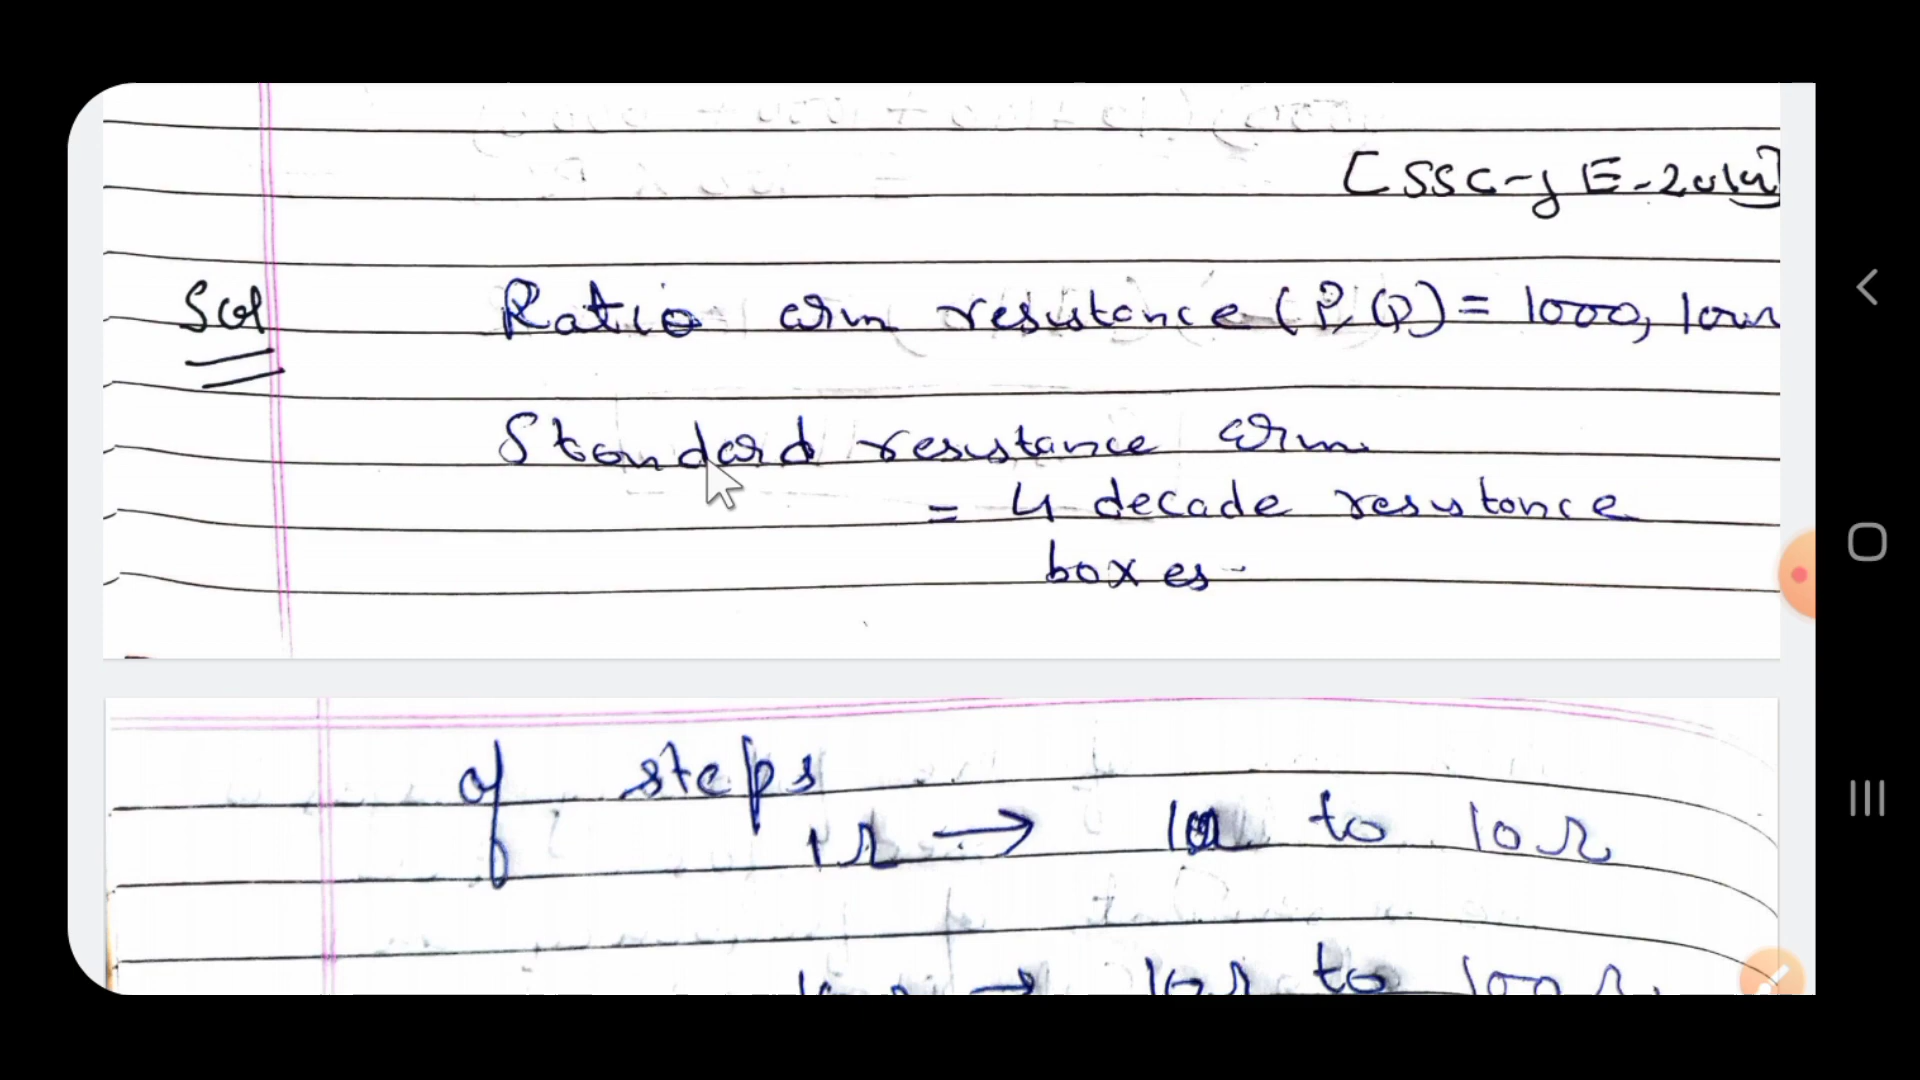 [SSC-JE-2014]
Sol Ratio arm resistance (P, Q) = 1000, 100Ω
Standard resistance arm
= 4 decade resistance
boxes
of steps
1Ω → 1Ω to 10Ω
10Ω → 10Ω to 100Ω